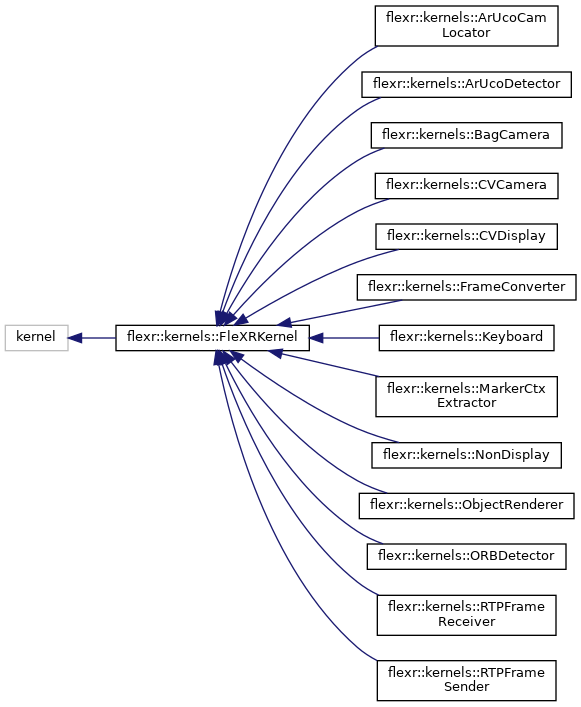 kernel
flexr::kernels::FleXRKernel
flexr::kernels::ArUcoCam
Locator
flexr::kernels::ArUcoDetector
flexr::kernels::BagCamera
flexr::kernels::CVCamera
flexr::kernels::CVDisplay
flexr::kernels::FrameConverter
flexr::kernels::Keyboard
flexr::kernels::MarkerCtx
Extractor
flexr::kernels::NonDisplay
flexr::kernels::ObjectRenderer
flexr::kernels::ORBDetector
flexr::kernels::RTPFrame
Receiver
flexr::kernels::RTPFrame
Sender